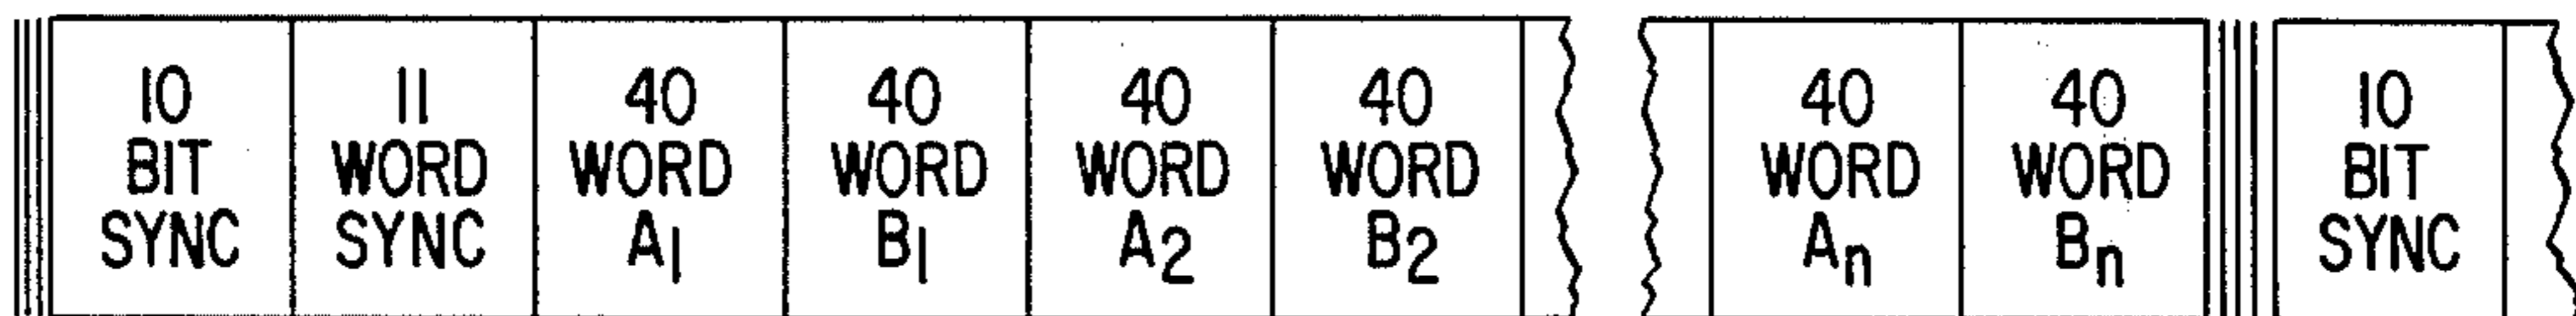 10 11 40 40 40 40 40 40 10
BIT WORD WORD WORD WORD WORD WORD WORD BIT
SYNC SYNC A1 B1 A2 B2 An Bn SYNC